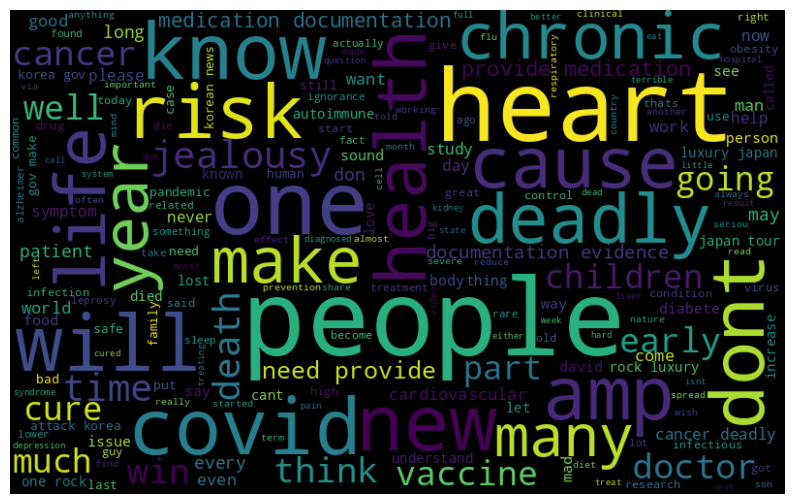 anything
good
medication documentation
found
long
cancer
know
chronic
full
better
flu
eat
clinical
right
actually
made
question
give
hospital
korea gov
please
via
important
today
well
risk
heart
health
korean news
case
drug
die
mind
ignorance
still
told
working
want
autoimmune
start
provide medication
respiratory
terrible
see
ago
called
country
thats
another
use
now
obesity
man
help
work
person
luxury japan
little
always
jealousy
fact
sound
study
day
cause
going
life
year
one
call
system
often
due
known
human
don
cell
month
love
great
control
dead
result
seriou
may
alzheimer common
gov make
pandemic
related
something
never
symptom
take
need
effect
diagnosed
almost
big
kidney
state
deadly
read
japan tour
patient
left
worst
make
documentation evidence
severe
reduce
video
body
thing
children
condition
virus
infection
leprosy
died
said
lost
prevention
share
treatment
way
liver
diabete
world
food
safe
family
sleep
people
become
rare
either
week
old
nature
hard
early
dont
increase
will
death
cured
treating
need provide
part
david
come
rock luxury
isnt
time
bad
put
syndrome
really
say
cant
high
cardiovascular
let
amp
spread
wish
cure
attack korea
lower
depression
issue
guy
find
started
pain
term
covid
new
many
lot
cancer deadly
infectious
much
one rock
last
win
every
even
think
vaccine
understand
mad
diet
treat
doctor
research
got
son
next